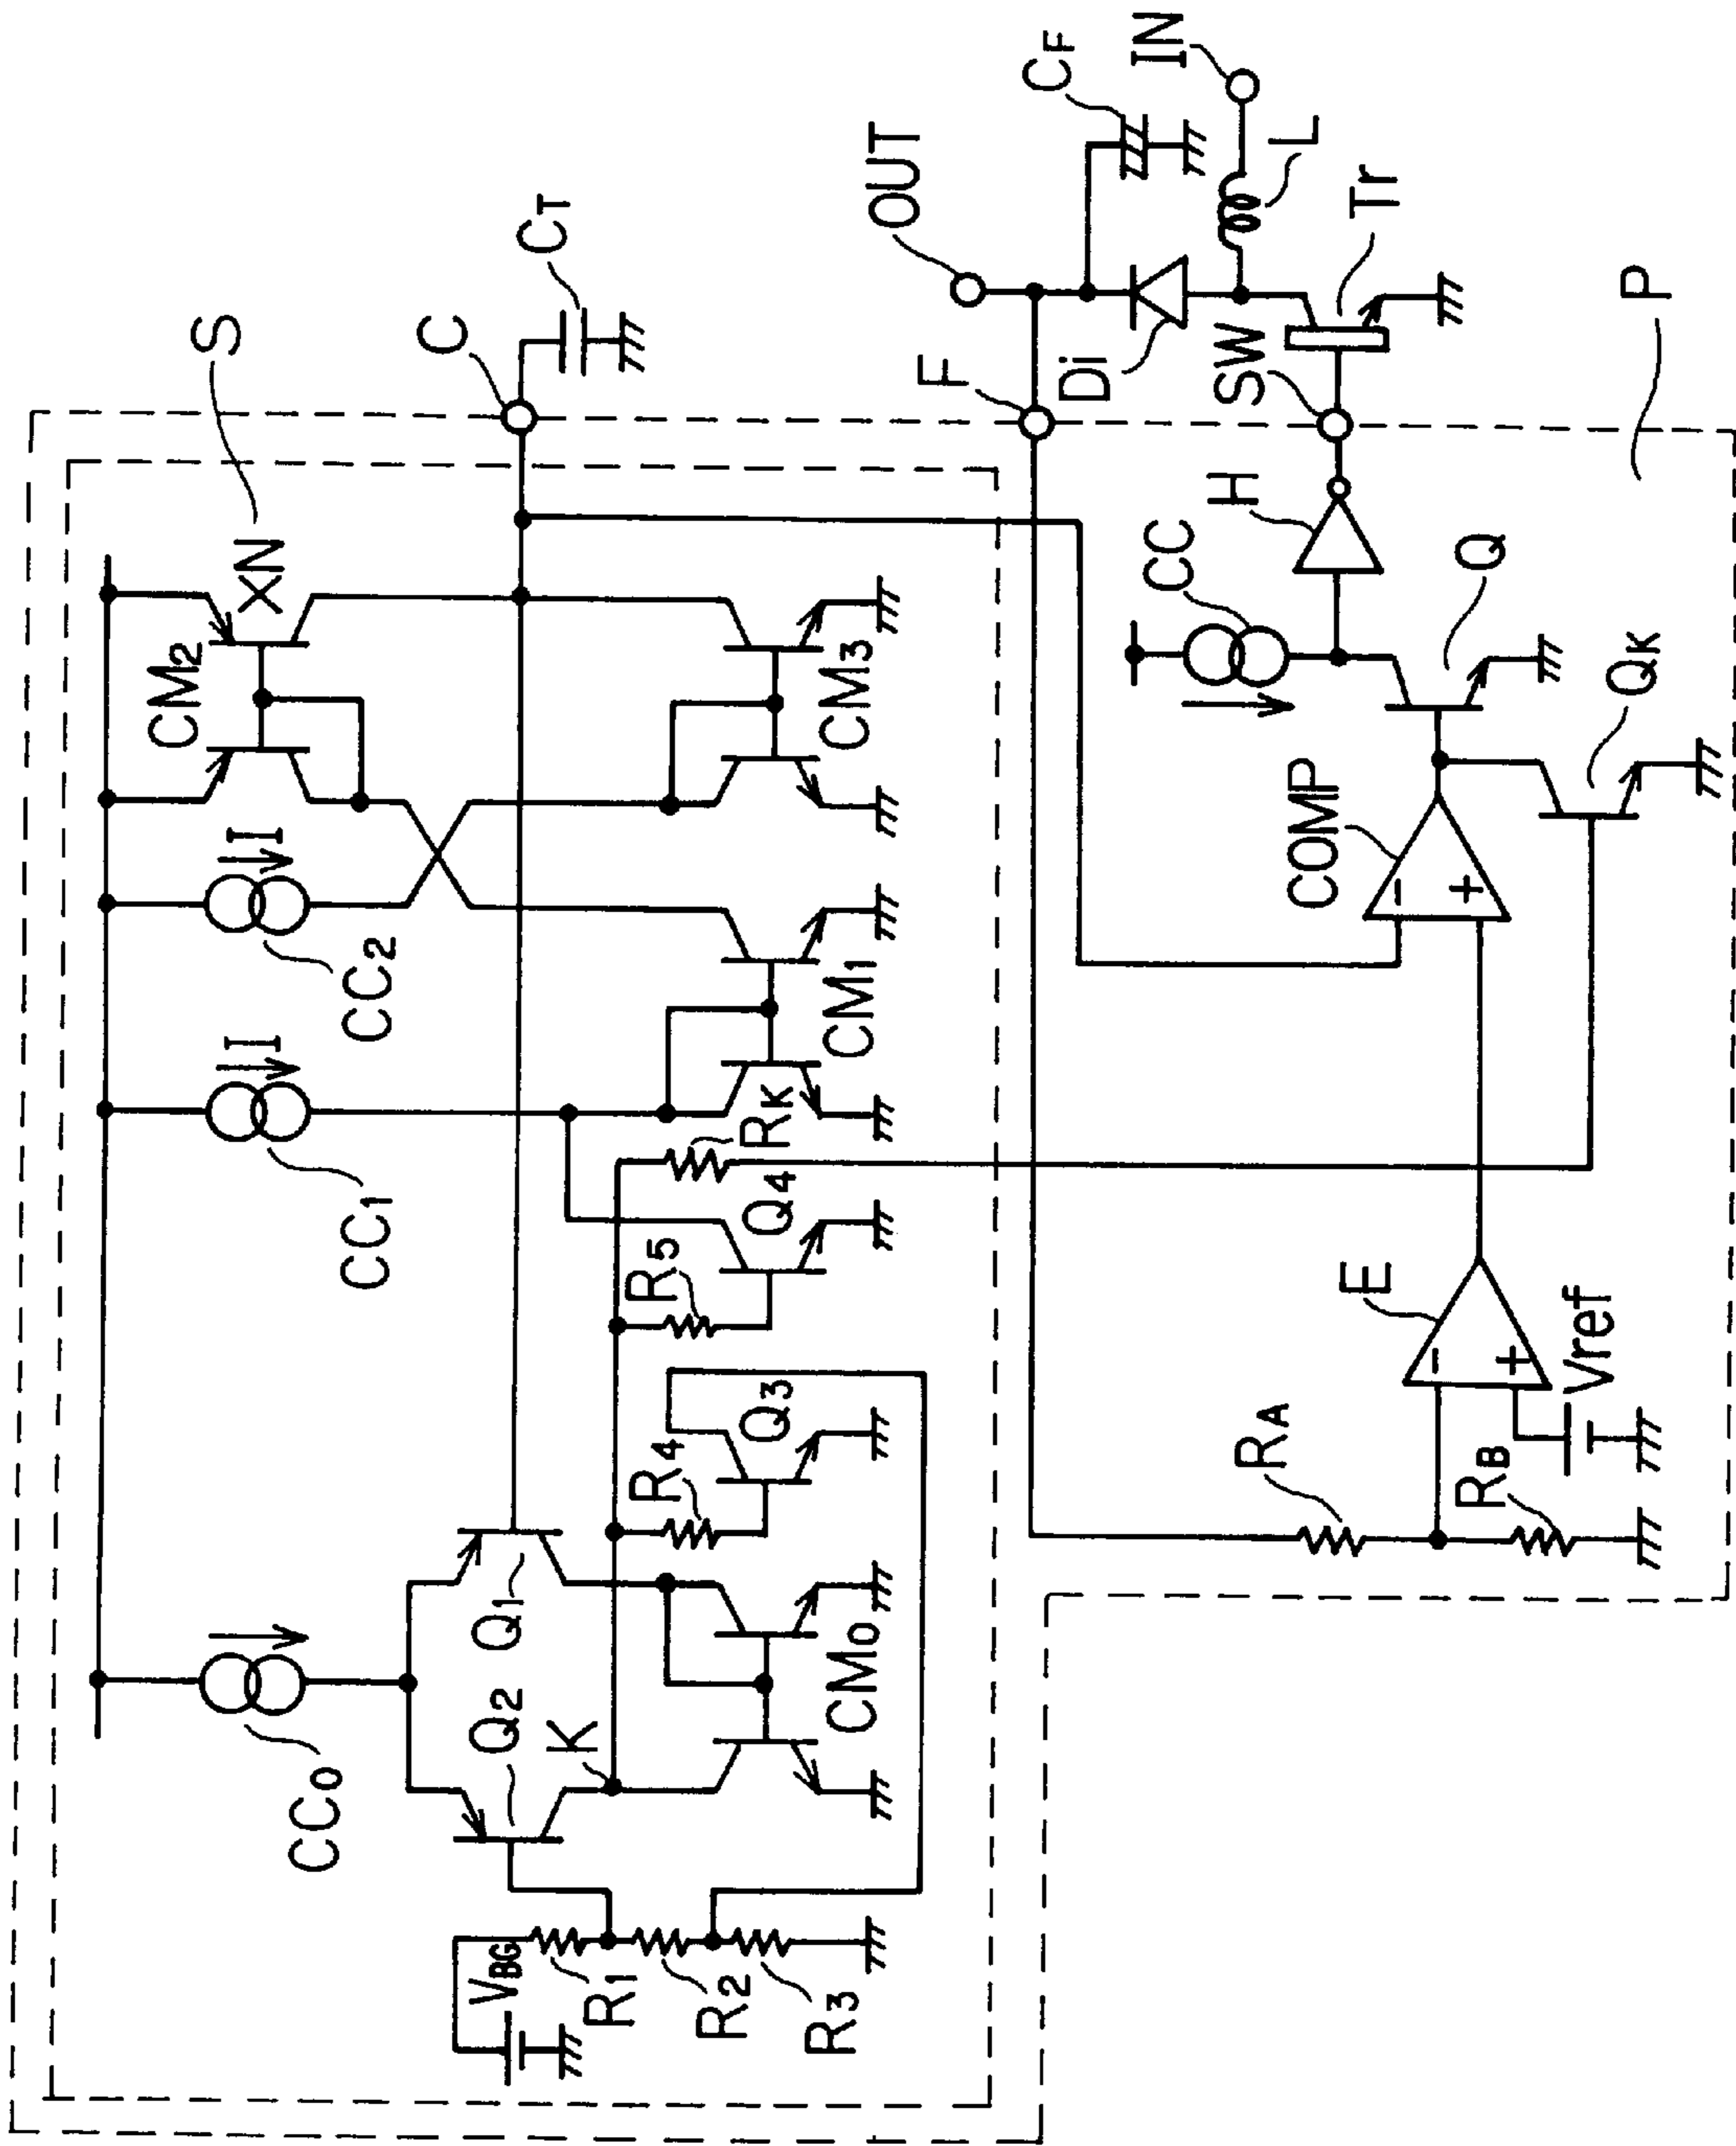 S
C
CT
×N
CM2
CM3
CC2
I
CC1
I
CM1
RK
Q4
R5
Q3
R4
Q1
Q2
K
CM0
CC0
VBG
R1
R2
R3
OUT
CF
IN
L
Tr
P
F
Di
SW
H
CC
Q
QK
COMP
-
+
E
-
+
Vref
RA
RB